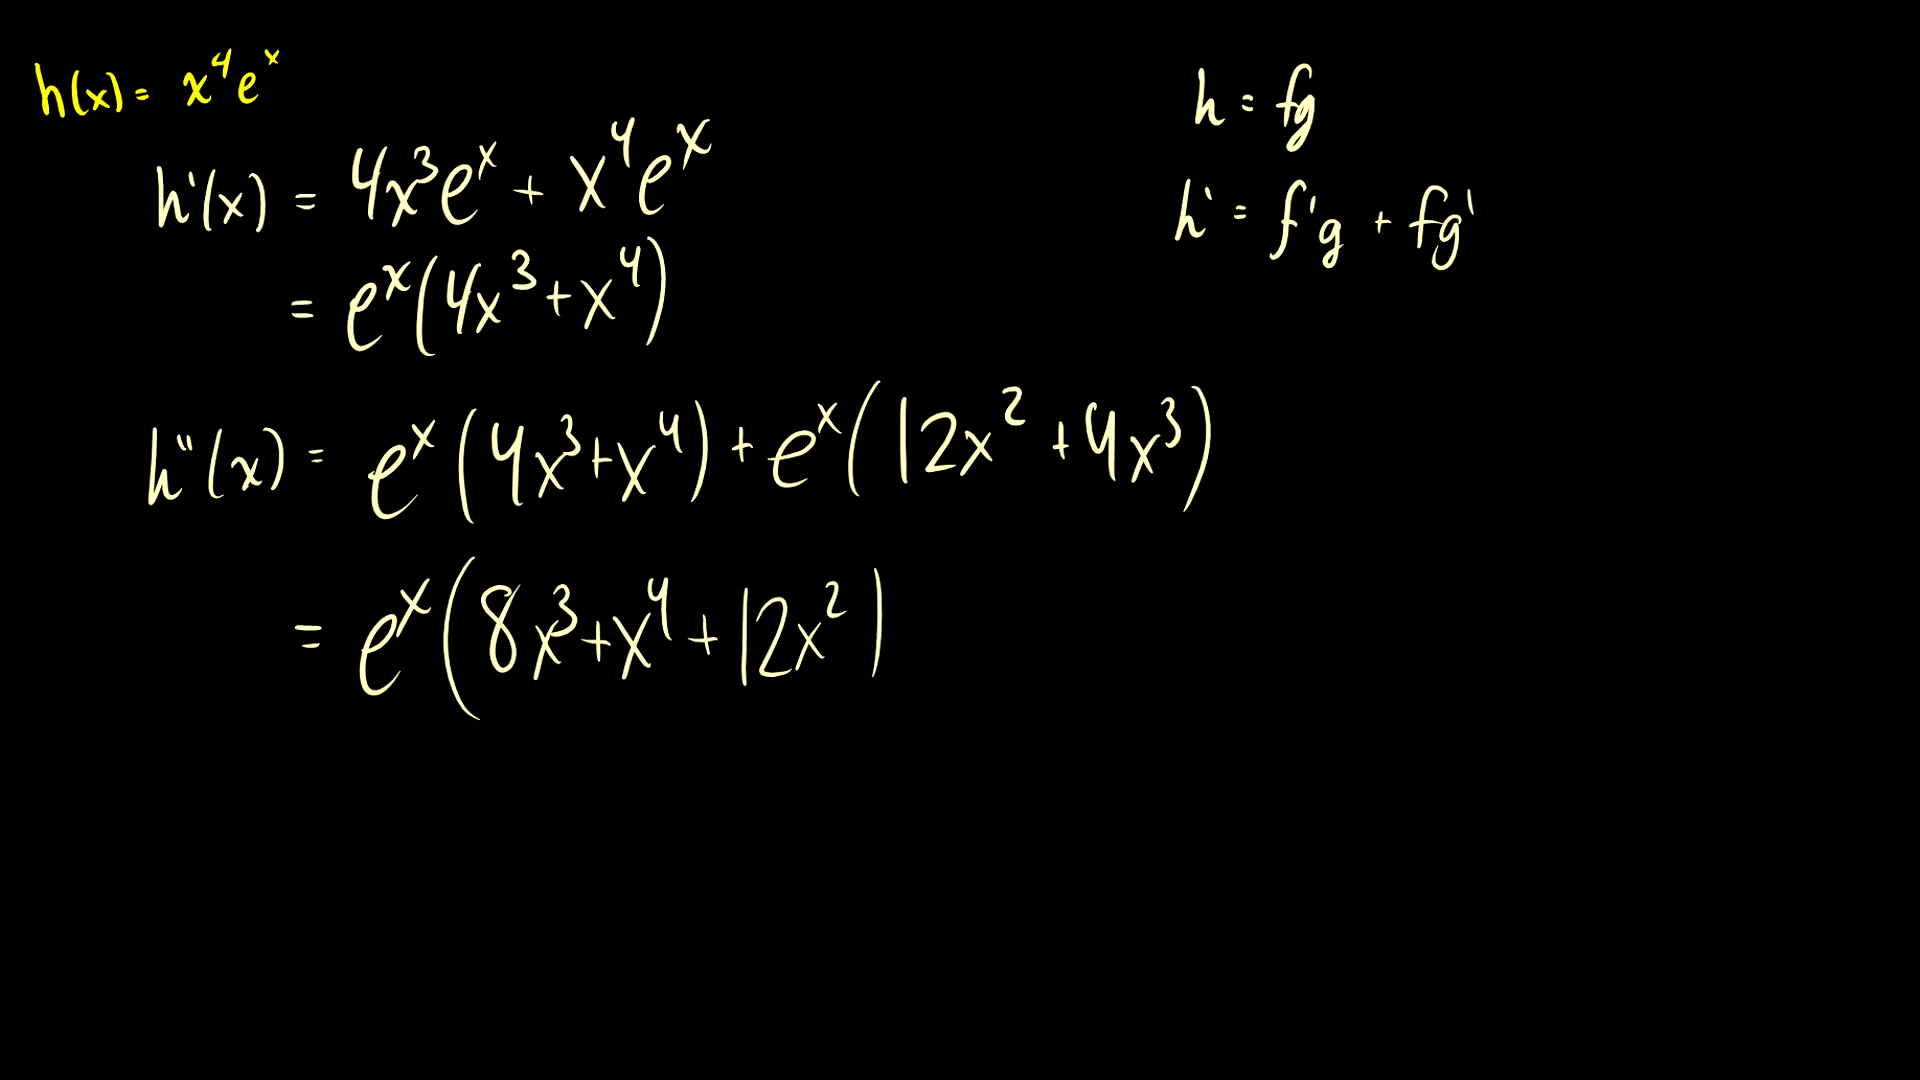 h(x) = x⁴eˣ
h'(x) = 4x³eˣ + x⁴eˣ
= eˣ(4x³+x⁴)
h"(x) = eˣ(4x³+x⁴) + eˣ(12x²+4x³)
= eˣ(8x³+x⁴+12x²)
h = fg
h' = f'g + fg'